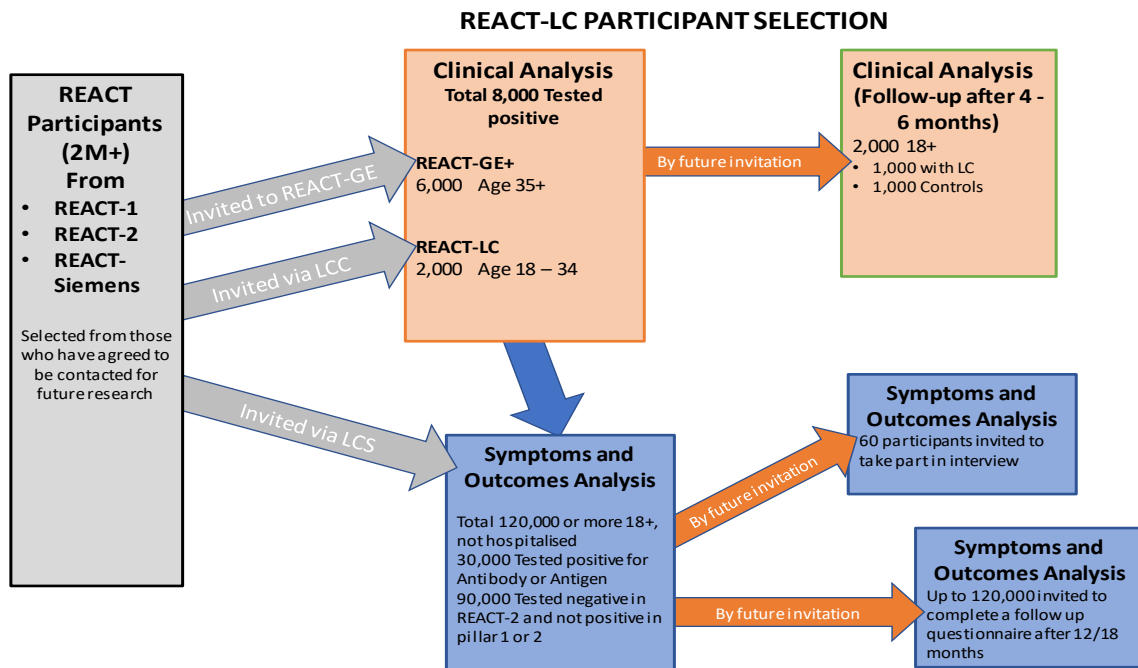 REACT-LC PARTICIPANT SELECTION
REACT
Participants
(2M+)
From
• REACT-1
• REACT-2
• REACT-
Siemens
Selected from those
who have agreed to
be contacted for
future research
Invited to REACT-GE
Invited via LCC
Invited via LCS
Clinical Analysis
Total 8,000 Tested
positive
REACT-GE+
6,000 Age 35+
REACT-LC
2,000 Age 18 – 34
By future invitation
Clinical Analysis
(Follow-up after 4 -
6 months)
2,000 18+
• 1,000 with LC
• 1,000 Controls
Symptoms and
Outcomes Analysis
Total 120,000 or more 18+,
not hospitalised
30,000 Tested positive for
Antibody or Antigen
90,000 Tested negative in
REACT-2 and not positive in
pillar 1 or 2
By future invitation
Symptoms and
Outcomes Analysis
60 participants invited to
take part in interview
By future invitation
Symptoms and
Outcomes Analysis
Up to 120,000 invited to
complete a follow up
questionnaire after 12/18
months